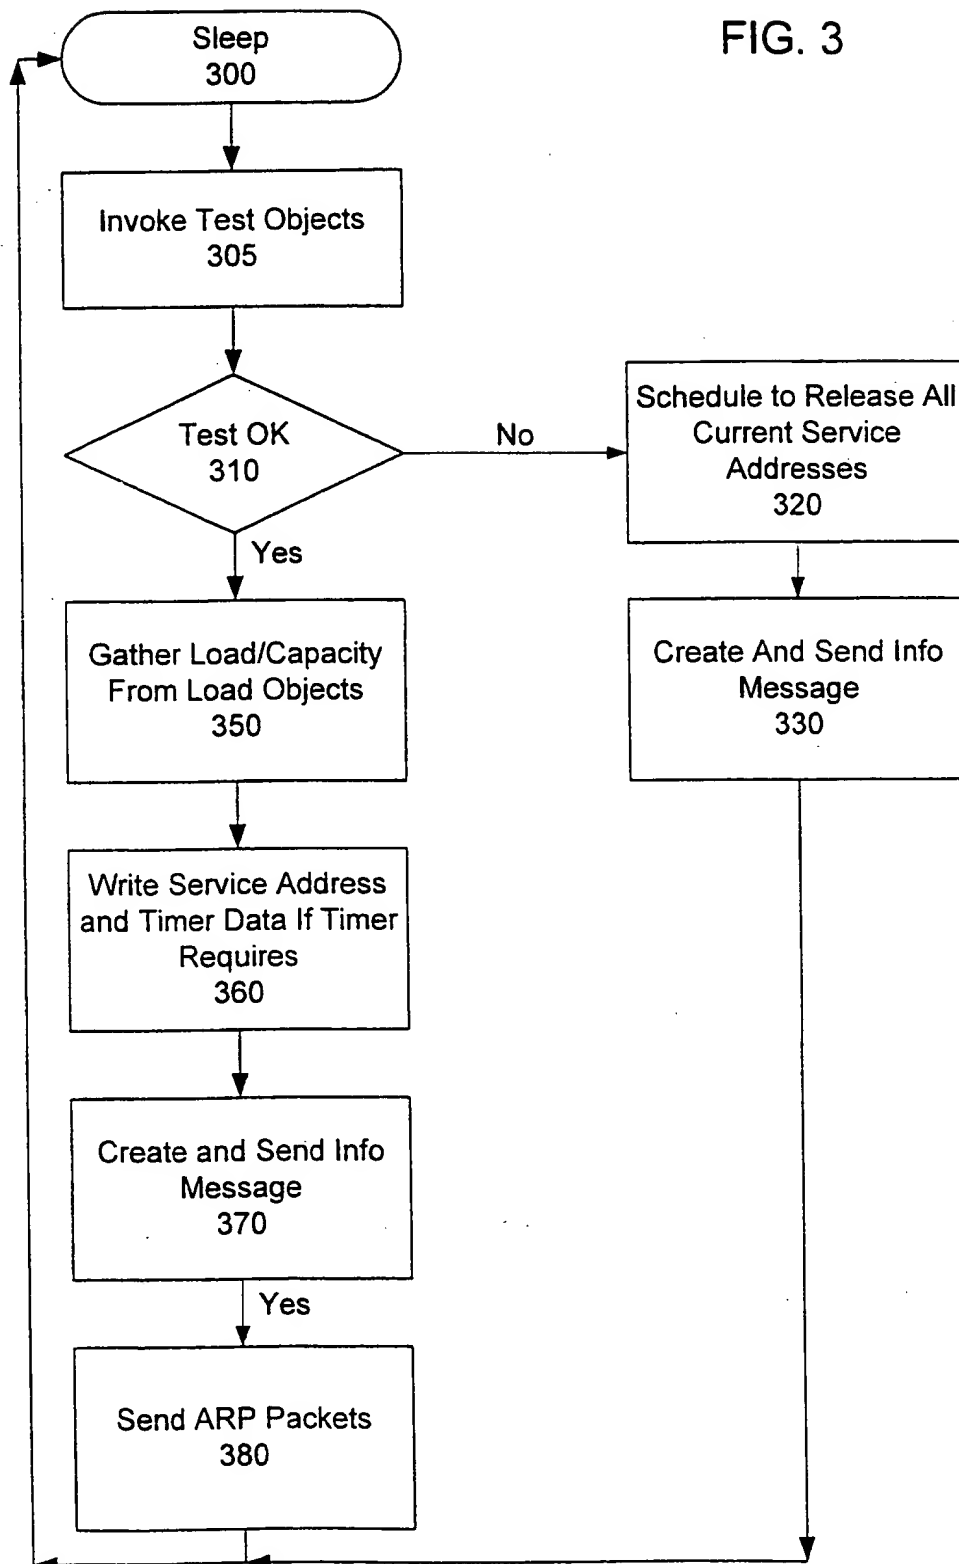 FIG. 3
Sleep
300
Invoke Test Objects
305
Test OK
310
No
Yes
Schedule to Release All
Current Service
Addresses
320
Gather Load/Capacity
From Load Objects
350
Create And Send Info
Message
330
Write Service Address
and Timer Data If Timer
Requires
360
Create and Send Info
Message
370
Yes
Send ARP Packets
380